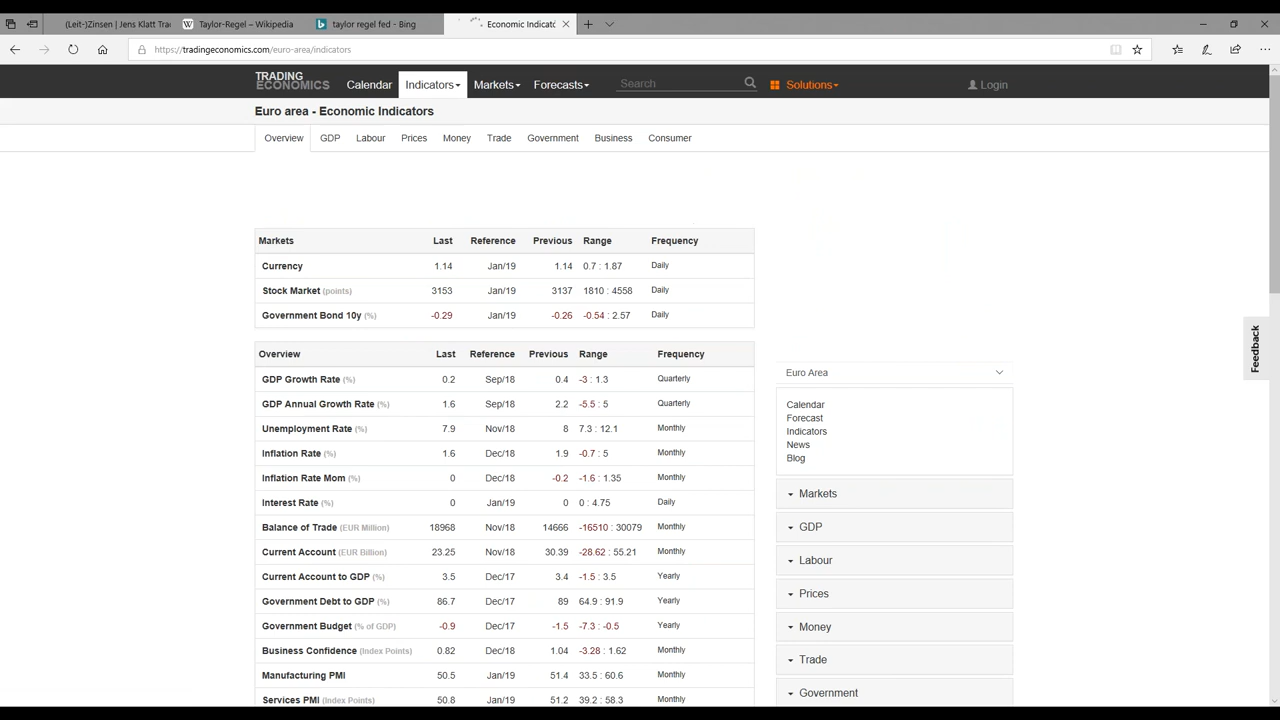 (Leit-)Zinsen | Jens Klatt Tra
Taylor-Regel – Wikipedia
taylor regel fed - Bing
Economic Indicato
https://tradingeconomics.com/euro-area/indicators
TRADING ECONOMICS
Calendar
Indicators
Markets
Forecasts
Search
Solutions
Login
Euro area - Economic Indicators
Overview GDP Labour Prices Money Trade Government Business Consumer
Markets Last Reference Previous Range Frequency
Currency 1.14 Jan/19 1.14 0.7 : 1.87 Daily
Stock Market (points) 3153 Jan/19 3137 1810 : 4558 Daily
Government Bond 10y (%) -0.29 Jan/19 -0.26 -0.54 : 2.57 Daily
Overview Last Reference Previous Range Frequency
GDP Growth Rate (%) 0.2 Sep/18 0.4 -3 : 1.3 Quarterly
GDP Annual Growth Rate (%) 1.6 Sep/18 2.2 -5.5 : 5 Quarterly
Unemployment Rate (%) 7.9 Nov/18 8 7.3 : 12.1 Monthly
Inflation Rate (%) 1.6 Dec/18 1.9 -0.7 : 5 Monthly
Inflation Rate Mom (%) 0 Dec/18 -0.2 -1.6 : 1.35 Monthly
Interest Rate (%) 0 Jan/19 0 0 : 4.75 Daily
Balance of Trade (EUR Million) 18968 Nov/18 14666 -16510 : 30079 Monthly
Current Account (EUR Billion) 23.25 Nov/18 30.39 -28.62 : 55.21 Monthly
Current Account to GDP (%) 3.5 Dec/17 3.4 -1.5 : 3.5 Yearly
Government Debt to GDP (%) 86.7 Dec/17 89 64.9 : 91.9 Yearly
Government Budget (% of GDP) -0.9 Dec/17 -1.5 -7.3 : -0.5 Yearly
Business Confidence (Index Points) 0.82 Dec/18 1.04 -3.28 : 1.62 Monthly
Manufacturing PMI 50.5 Jan/19 51.4 33.5 : 60.6 Monthly
Services PMI (Index Points) 50.8 Jan/19 51.2 39.2 : 58.3 Monthly
Euro Area
Calendar
Forecast
Indicators
News
Blog
Markets
GDP
Labour
Prices
Money
Trade
Government
Feedback